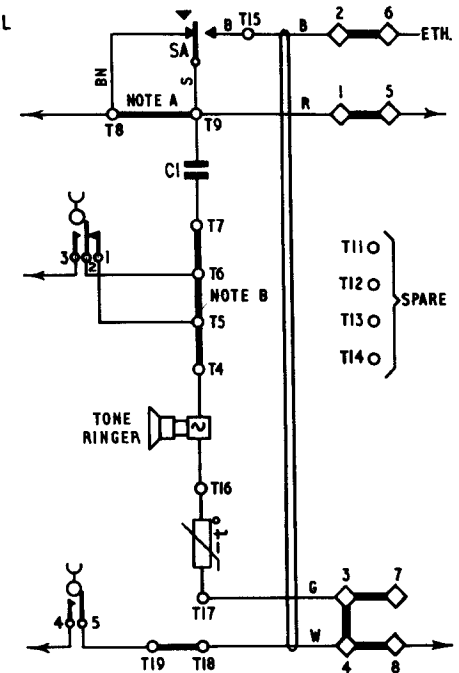 L
B T15 B 2 6
ETH.
SA
BN
S
NOTE A
R 1 5
T8 T9
C1
T7
3 2 1
T6
NOTE B
T5
T4
T11
T12
T13
T14
SPARE
TONE
RINGER
~
T16
-t°
T17
G 3 7
4 5
W
T19 T18
4 8